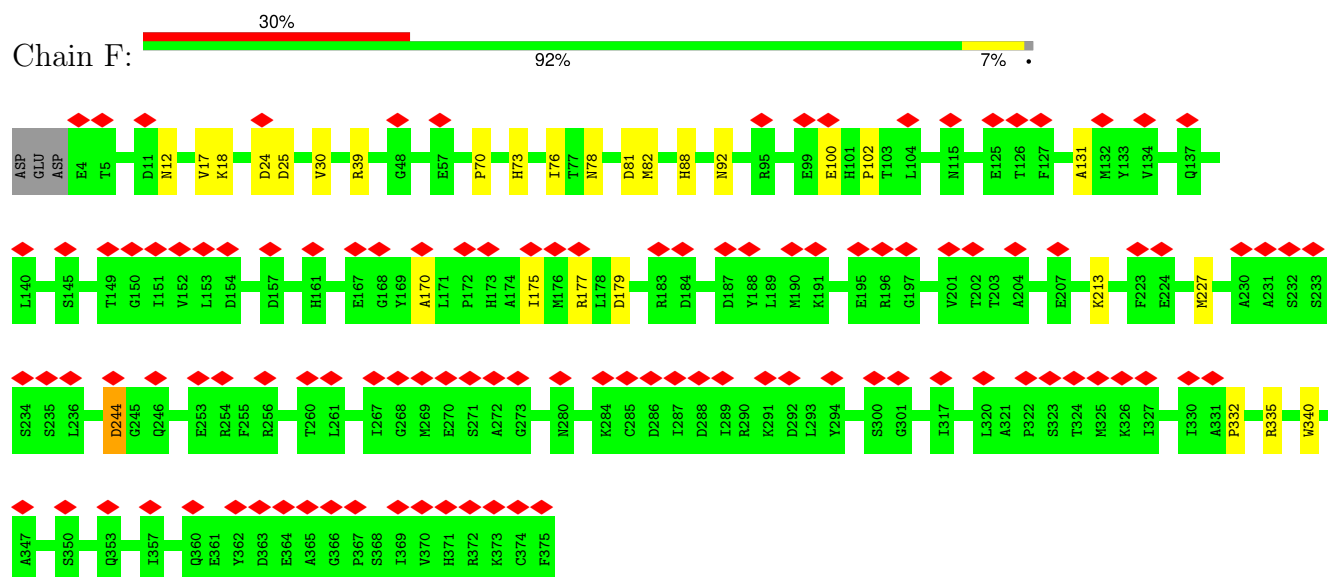 30%
Chain F:
92% 7% •
ASP GLU ASP E4 T5 D11 N12 V17 K18 D24 D25 V30 R39 G48 E57 P70 H73 I76 T77 N78 D81 M82 H88 N92 R95 E99 E100 H101 P102 T103 L104 N115 E125 T126 F127 A131 M132 Y133 V134 Q137
L140 S145 T149 G150 I151 V152 L153 D154 D157 H161 E167 G168 Y169 A170 L171 P172 H173 A174 I175 M176 R177 L178 D179 R183 D184 D187 Y188 L189 M190 K191 E195 R196 G197 V201 T202 T203 A204 E207 K213 F223 E224 M227 A230 A231 S232 S233
S234 S235 L236 D244 G245 Q246 E253 R254 F255 R256 T260 L261 I267 G268 M269 E270 S271 A272 G273 N280 K284 C285 D286 I287 D288 I289 R290 K291 D292 L293 Y294 S300 G301 I317 L320 A321 P322 S323 T324 M325 K326 I327 I330 A331 P332 R335 W340
A347 S350 Q353 I357 Q360 E361 Y362 D363 E364 A365 G366 P367 S368 I369 V370 H371 R372 K373 C374 F375